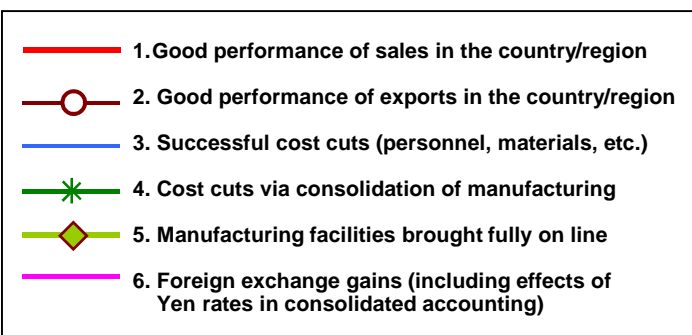 1.Good performance of sales in the country/region
2. Good performance of exports in the country/region
3. Successful cost cuts (personnel, materials, etc.)
4. Cost cuts via consolidation of manufacturing
5. Manufacturing facilities brought fully on line
6. Foreign exchange gains (including effects of
Yen rates in consolidated accounting)